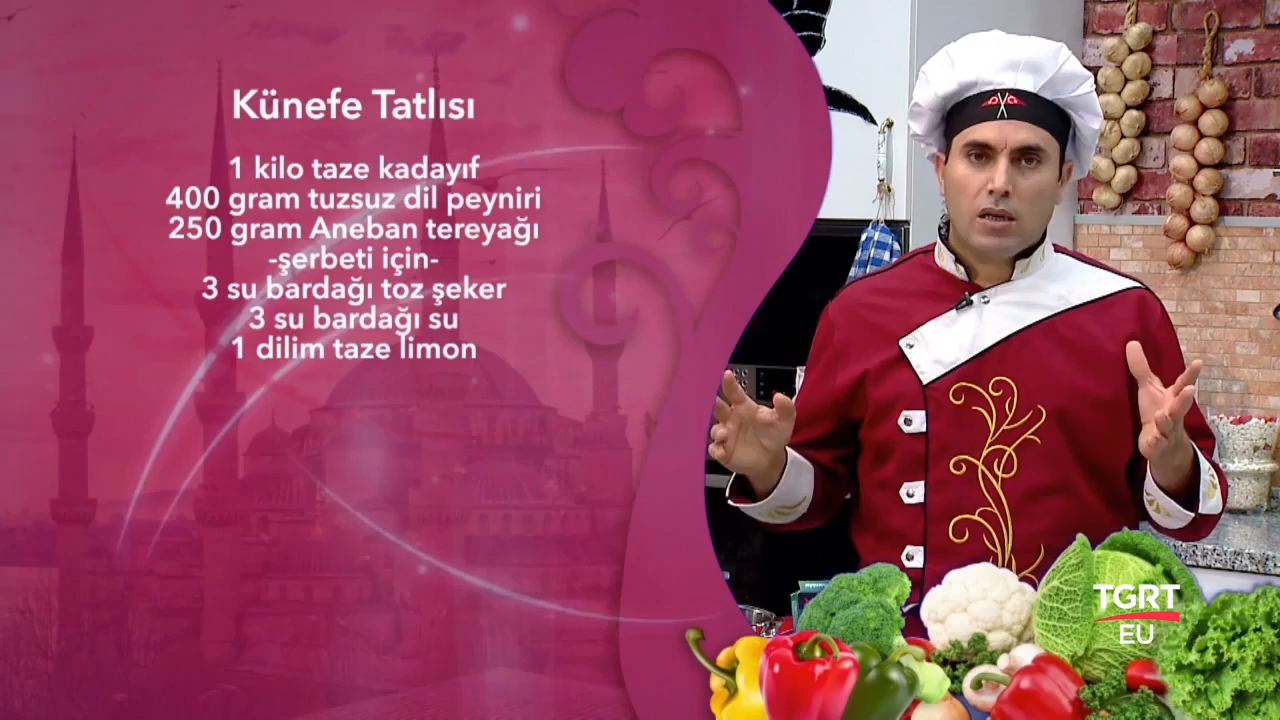 Künefe Tatlısı
1 kilo taze kadayıf
400 gram tuzsuz dil peyniri
250 gram Aneban tereyağı
-şerbeti için-
3 su bardağı toz şeker
3 su bardağı su
1 dilim taze limon
TGRT
EU